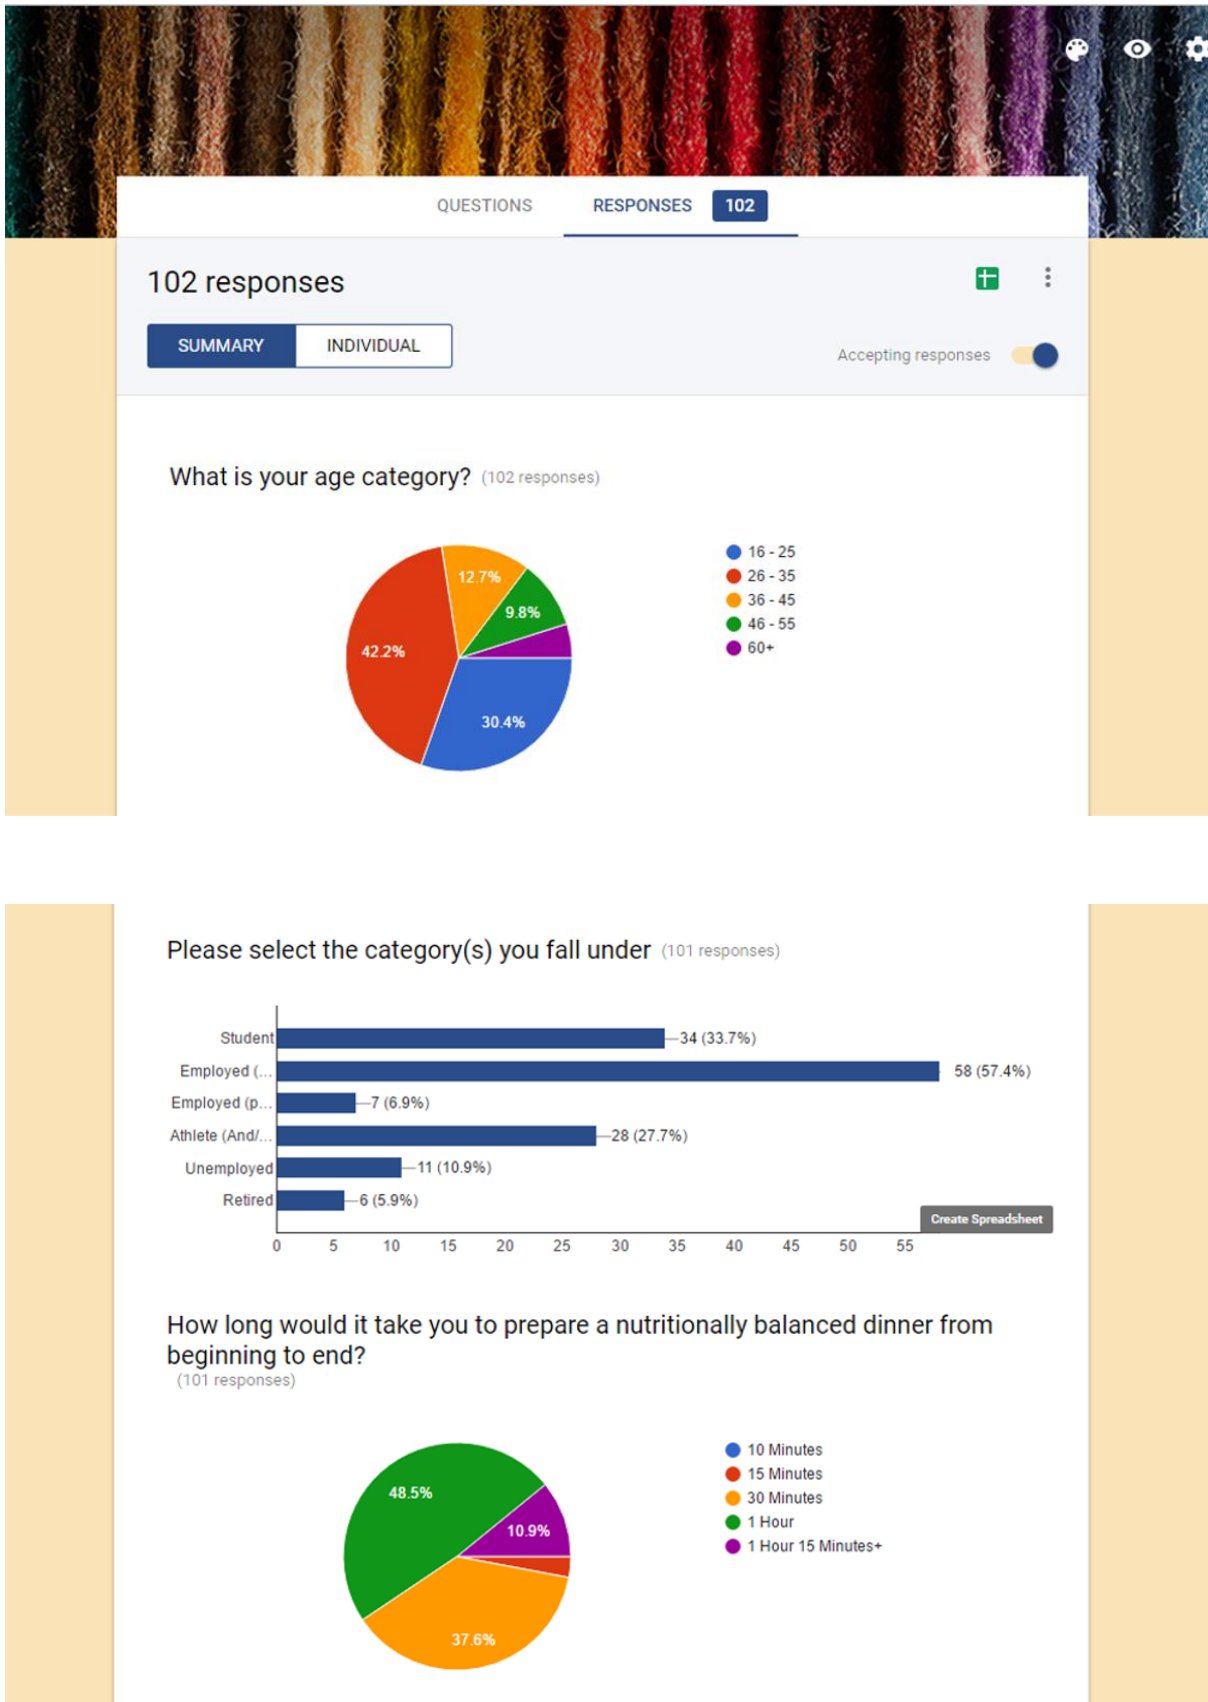 QUESTIONS RESPONSES 102
102 responses
SUMMARY INDIVIDUAL
Accepting responses
What is your age category? (102 responses)
16 - 25
26 - 35
36 - 45
46 - 55
60+
12.7%
9.8%
42.2%
30.4%
Please select the category(s) you fall under (101 responses)
Student 34 (33.7%)
Employed (... 58 (57.4%)
Employed (p... 7 (6.9%)
Athlete (And/... 28 (27.7%)
Unemployed 11 (10.9%)
Retired 6 (5.9%)
Create Spreadsheet
0 5 10 15 20 25 30 35 40 45 50 55
How long would it take you to prepare a nutritionally balanced dinner from
beginning to end?
(101 responses)
10 Minutes
15 Minutes
30 Minutes
1 Hour
1 Hour 15 Minutes+
48.5%
10.9%
37.6%